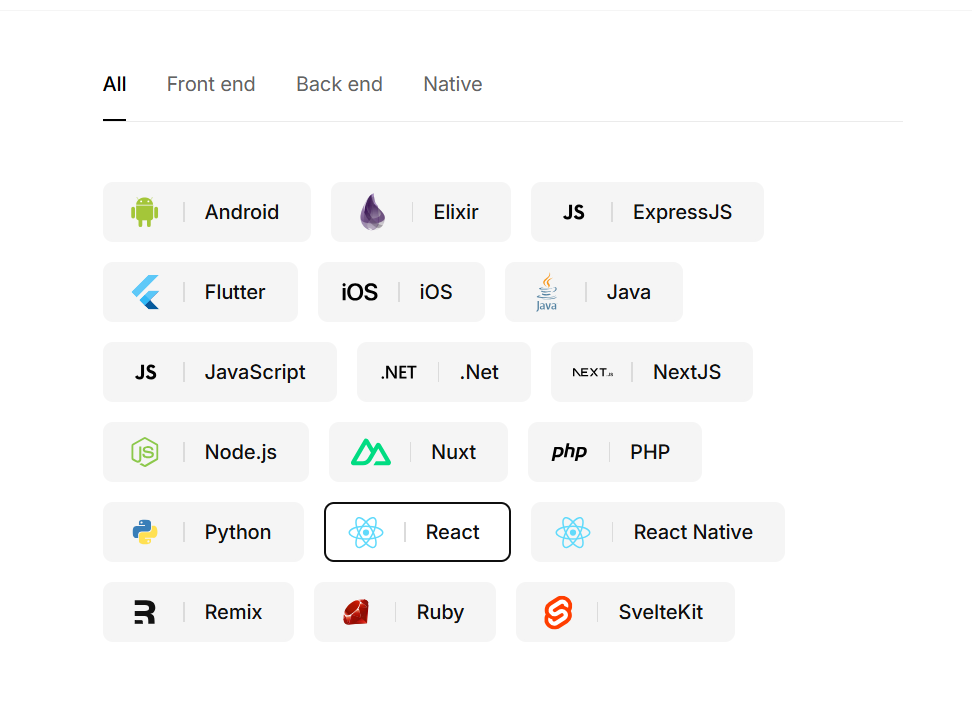 All Front end Back end Native
Android Elixir JS ExpressJS
Flutter iOS iOS Java Java
JS JavaScript .NET .Net NEXT.JS NextJS
JS Node.js Nuxt php PHP
Python React React Native
Remix Ruby SvelteKit